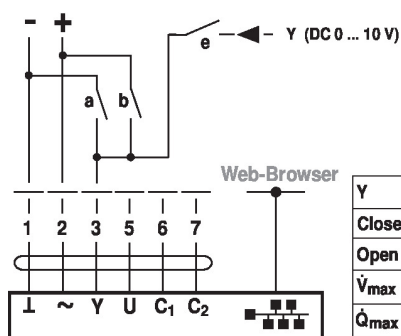 - +
e
Y (DC 0 ... 10 V)
a
b
Web-Browser
1 2 3 5 6 7
⊥ ~ Y U C₁ C₂
Y
Close
Open
V̇max
Q̇max